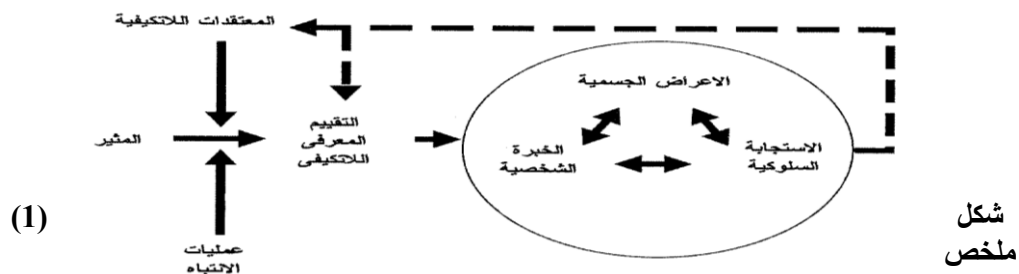 المعتقدات اللاتكيفية
الاعراض الجسمية
المثير
التقييم
المعرفى
اللاتكيفى
الخبرة
الشخصية
الاستجابة
السلوكية
عمليات
الانتباه
شكل (1)
ملخص